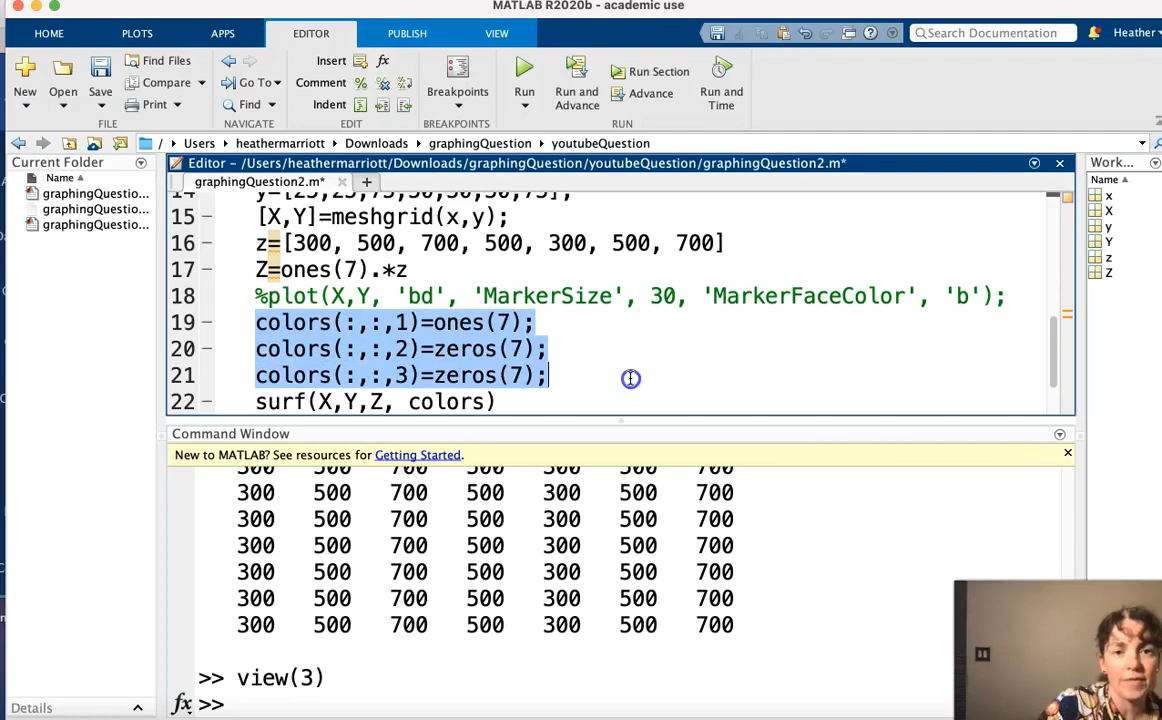 MATLAB R2020b - academic use
HOME PLOTS APPS EDITOR PUBLISH VIEW Search Documentation Heather
New Open Save Find Files Compare Print Go To Find Insert fx Comment Indent Breakpoints Run Run and Advance Run Section Advance Run and Time
FILE NAVIGATE EDIT BREAKPOINTS RUN
/ Users heathermarriott Downloads graphingQuestion youtubeQuestion
Current Folder
Name
graphingQuestio...
graphingQuestio...
graphingQuestio...
Details
Editor - /Users/heathermarriott/Downloads/graphingQuestion/youtubeQuestion/graphingQuestion2.m*
graphingQuestion2.m*
15 [X,Y]=meshgrid(x,y);
16 z=[300, 500, 700, 500, 300, 500, 700]
17 Z=ones(7).*z
18 %plot(X,Y, 'bd', 'MarkerSize', 30, 'MarkerFaceColor', 'b');
19 colors(:,:,1)=ones(7);
20 colors(:,:,2)=zeros(7);
21 colors(:,:,3)=zeros(7);
22 surf(X,Y,Z, colors)
Command Window
New to MATLAB? See resources for Getting Started.
300 500 700 500 300 500 700
300 500 700 500 300 500 700
300 500 700 500 300 500 700
300 500 700 500 300 500 700
300 500 700 500 300 500 700
300 500 700 500 300 500 700
300 500 700 500 300 500 700
>> view(3)
fx >>
Work...
Name
x
X
y
Y
z
Z